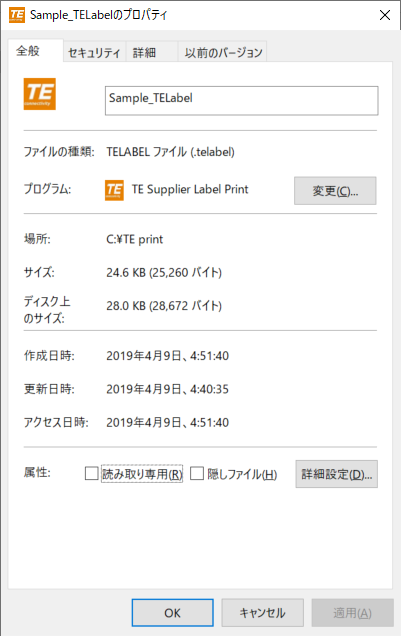 TE Sample_TELabelのプロパティ
全般 セキュリティ 詳細 以前のバージョン
TE
connectivity
Sample_TELabel
ファイルの種類: TELABEL ファイル (.telabel)
プログラム: TE TE Supplier Label Print 変更(C)...
場所: C:¥TE print
サイズ: 24.6 KB (25,260 バイト)
ディスク上
のサイズ: 28.0 KB (28,672 バイト)
作成日時: 2019年4月9日、4:51:40
更新日時: 2019年4月9日、4:40:35
アクセス日時: 2019年4月9日、4:51:40
属性: 読み取り専用(R) 隠しファイル(H) 詳細設定(D)...
OK キャンセル 適用(A)